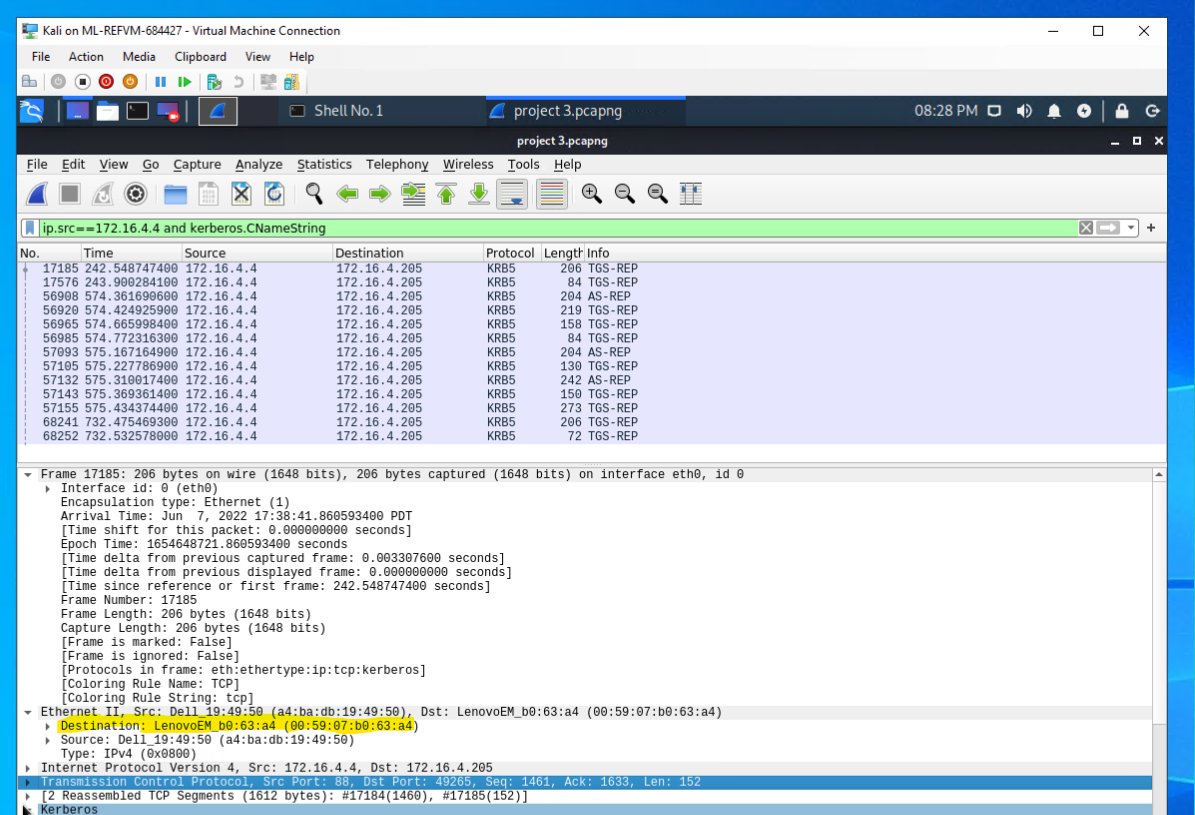 Kali on ML-REFVM-684427 - Virtual Machine Connection
File Action Media Clipboard View Help
Shell No. 1 project 3.pcapng 08:28 PM
project 3.pcapng
File Edit View Go Capture Analyze Statistics Telephony Wireless Tools Help
ip.src==172.16.4.4 and kerberos.CNameString
No. Time Source Destination Protocol Length Info
17185 242.548747400 172.16.4.4 172.16.4.205 KRB5 206 TGS-REP
17576 243.900284100 172.16.4.4 172.16.4.205 KRB5 84 TGS-REP
56908 574.361690600 172.16.4.4 172.16.4.205 KRB5 204 AS-REP
56920 574.424925900 172.16.4.4 172.16.4.205 KRB5 219 TGS-REP
56965 574.665998400 172.16.4.4 172.16.4.205 KRB5 158 TGS-REP
56985 574.772316300 172.16.4.4 172.16.4.205 KRB5 84 TGS-REP
57093 575.167164900 172.16.4.4 172.16.4.205 KRB5 204 AS-REP
57105 575.227786900 172.16.4.4 172.16.4.205 KRB5 130 TGS-REP
57132 575.310017400 172.16.4.4 172.16.4.205 KRB5 242 AS-REP
57143 575.369361400 172.16.4.4 172.16.4.205 KRB5 150 TGS-REP
57155 575.434374400 172.16.4.4 172.16.4.205 KRB5 273 TGS-REP
68241 732.475469300 172.16.4.4 172.16.4.205 KRB5 206 TGS-REP
68252 732.532578000 172.16.4.4 172.16.4.205 KRB5 72 TGS-REP
Frame 17185: 206 bytes on wire (1648 bits), 206 bytes captured (1648 bits) on interface eth0, id 0
Interface id: 0 (eth0)
Encapsulation type: Ethernet (1)
Arrival Time: Jun 7, 2022 17:38:41.860593400 PDT
[Time shift for this packet: 0.000000000 seconds]
Epoch Time: 1654648721.860593400 seconds
[Time delta from previous captured frame: 0.003307600 seconds]
[Time delta from previous displayed frame: 0.000000000 seconds]
[Time since reference or first frame: 242.548747400 seconds]
Frame Number: 17185
Frame Length: 206 bytes (1648 bits)
Capture Length: 206 bytes (1648 bits)
[Frame is marked: False]
[Frame is ignored: False]
[Protocols in frame: eth:ethertype:ip:tcp:kerberos]
[Coloring Rule Name: TCP]
[Coloring Rule String: tcp]
Ethernet II, Src: Dell_19:49:50 (a4:ba:db:19:49:50), Dst: LenovoEM_b0:63:a4 (00:59:07:b0:63:a4)
Destination: LenovoEM_b0:63:a4 (00:59:07:b0:63:a4)
Source: Dell_19:49:50 (a4:ba:db:19:49:50)
Type: IPv4 (0x0800)
Internet Protocol Version 4, Src: 172.16.4.4, Dst: 172.16.4.205
Transmission Control Protocol, Src Port: 88, Dst Port: 49265, Seq: 1461, Ack: 1633, Len: 152
[2 Reassembled TCP Segments (1612 bytes): #17184(1460), #17185(152)]
Kerberos